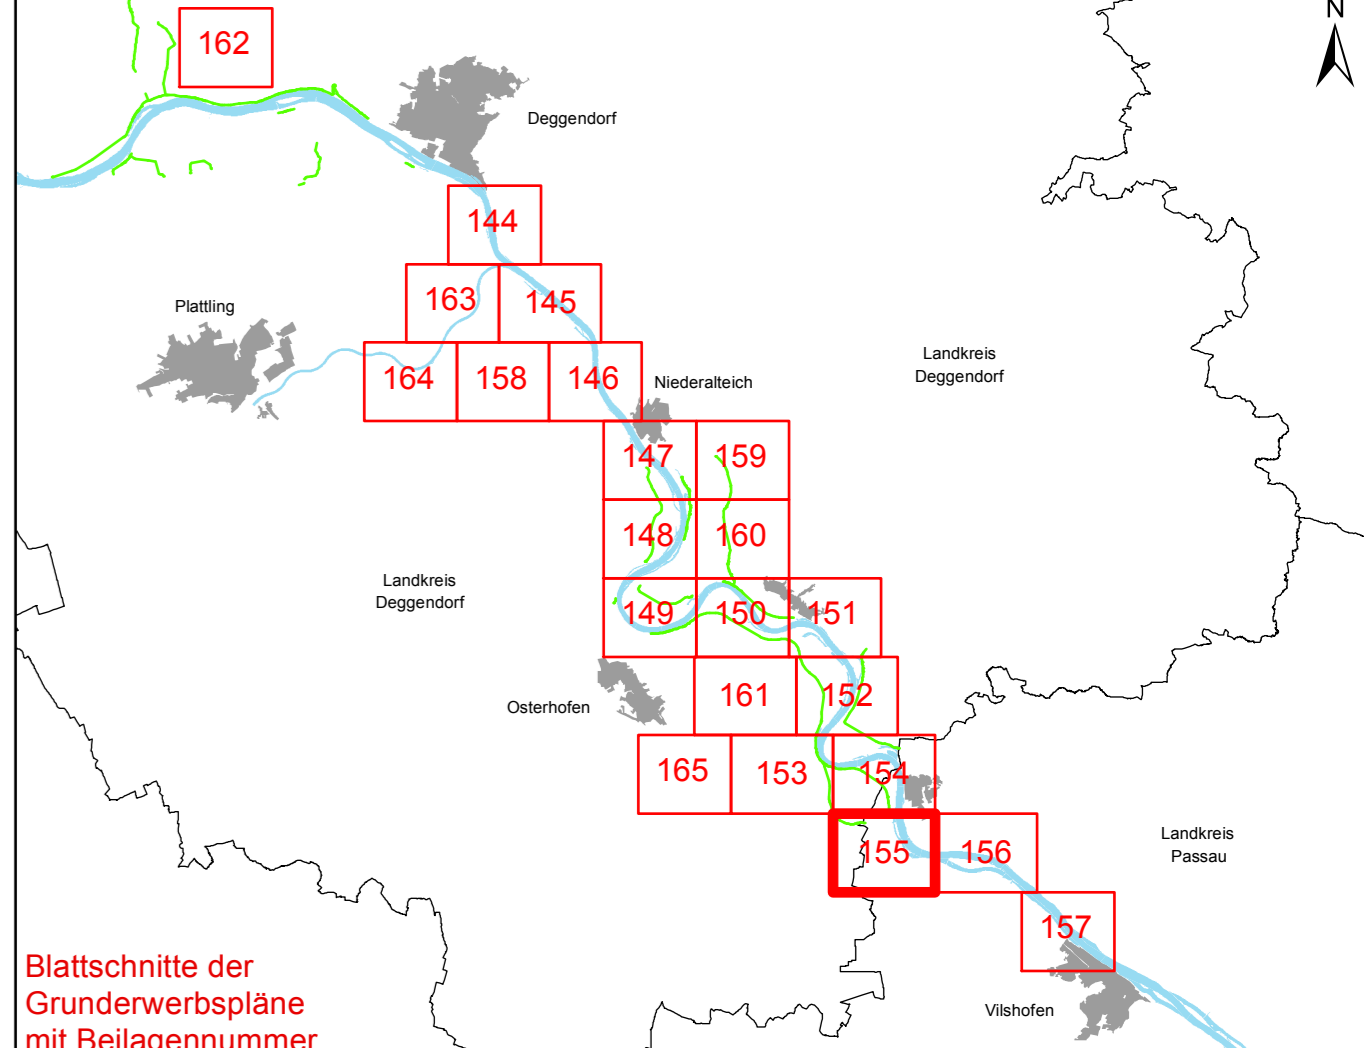 N
162
Deggendorf
144
Plattling
163
145
164
158
146
Niederalteich
Landkreis
Deggendorf
147
159
148
160
Landkreis
Deggendorf
149
150
151
Osterhofen
161
152
165
153
154
155
156
Landkreis
Passau
157
Vilshofen
Blattschnitte der
Grunderwerbspläne
mit Beilagennummer